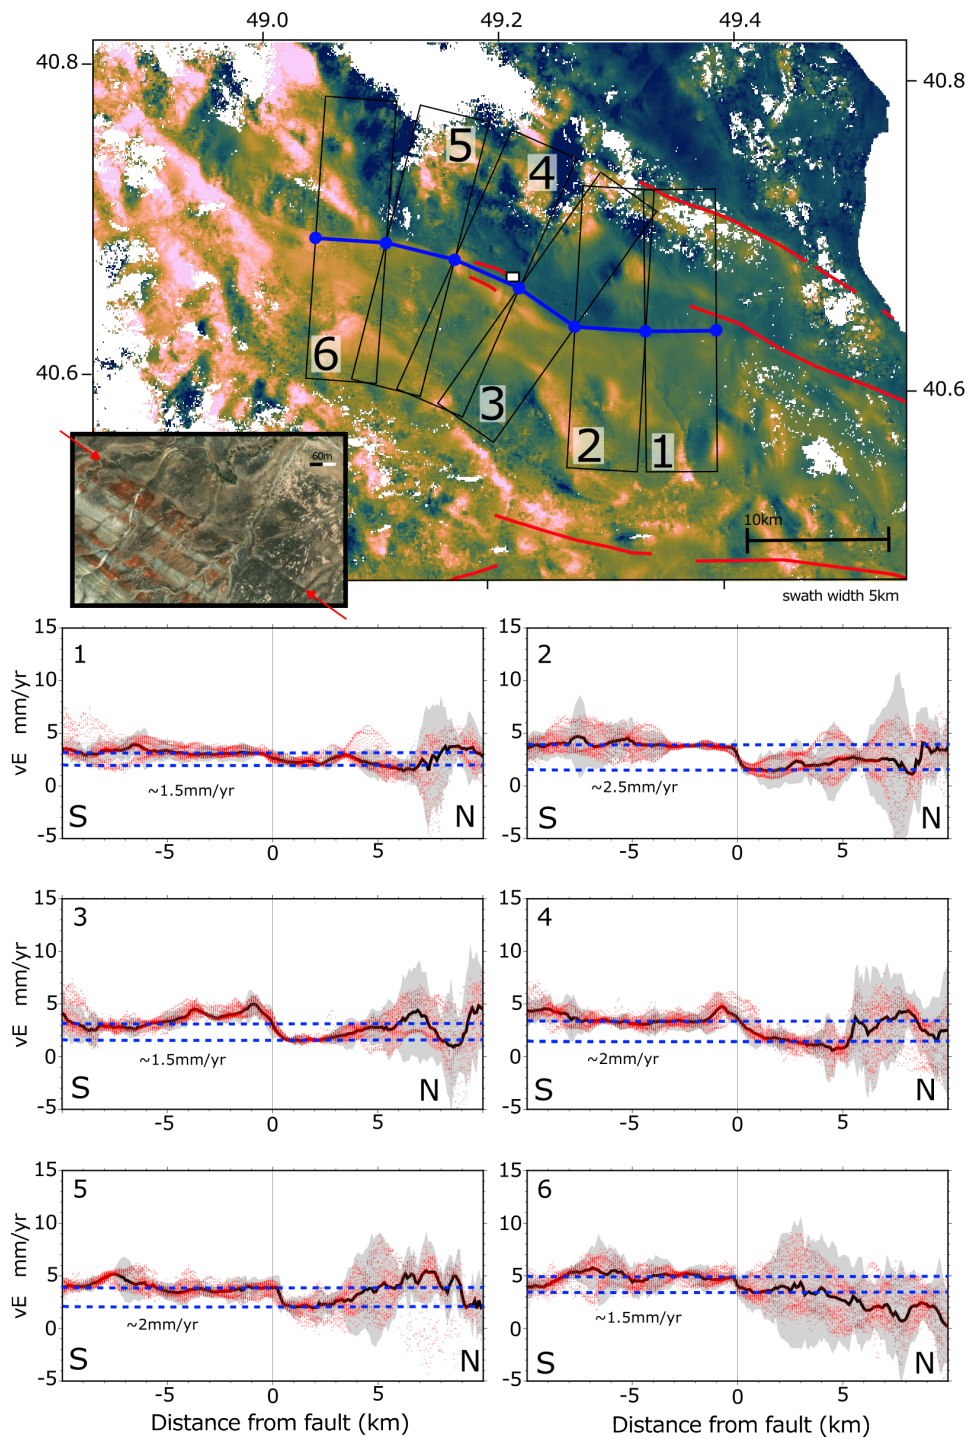 49.0 49.2 49.4
40.8 40.8
5
4
40.6 40.6
6
3
2 1
60m
10km
swath width 5km
15 15
1 2
10 10
vE mm/yr
5 5
0 0
~1.5mm/yr ~2.5mm/yr
S N S N
-5 -5
-5 0 5 -5 0 5
15 15
3 4
10 10
vE mm/yr
5 5
0 0
~1.5mm/yr ~2mm/yr
S N S N
-5 -5
-5 0 5 -5 0 5
15 15
5 6
10 10
vE mm/yr
5 5
0 0
~2mm/yr ~1.5mm/yr
S N S N
-5 -5
-5 0 5 -5 0 5
Distance from fault (km) Distance from fault (km)